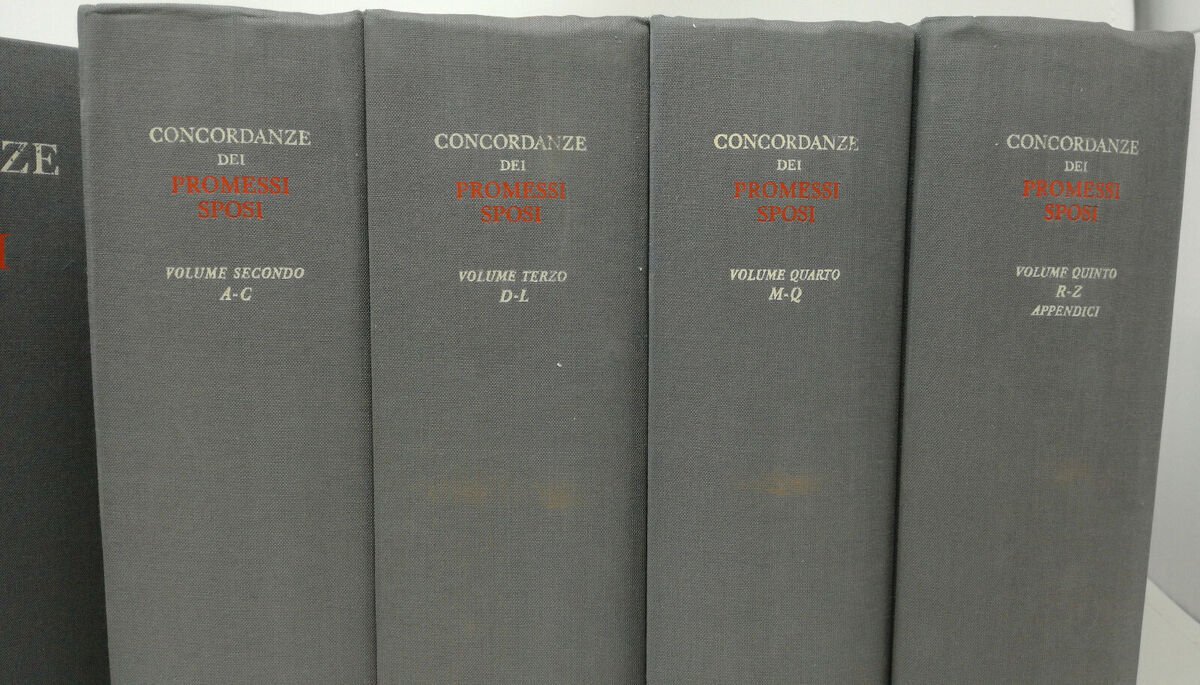 ZE
I
CONCORDANZE
DEI
PROMESSI
SPOSI
VOLUME SECONDO
A-C
CONCORDANZE
DEI
PROMESSI
SPOSI
VOLUME TERZO
D-L
CONCORDANZE
DEI
PROMESSI
SPOSI
VOLUME QUARTO
M-Q
CONCORDANZE
DEI
PROMESSI
SPOSI
VOLUME QUINTO
R-Z
APPENDICI